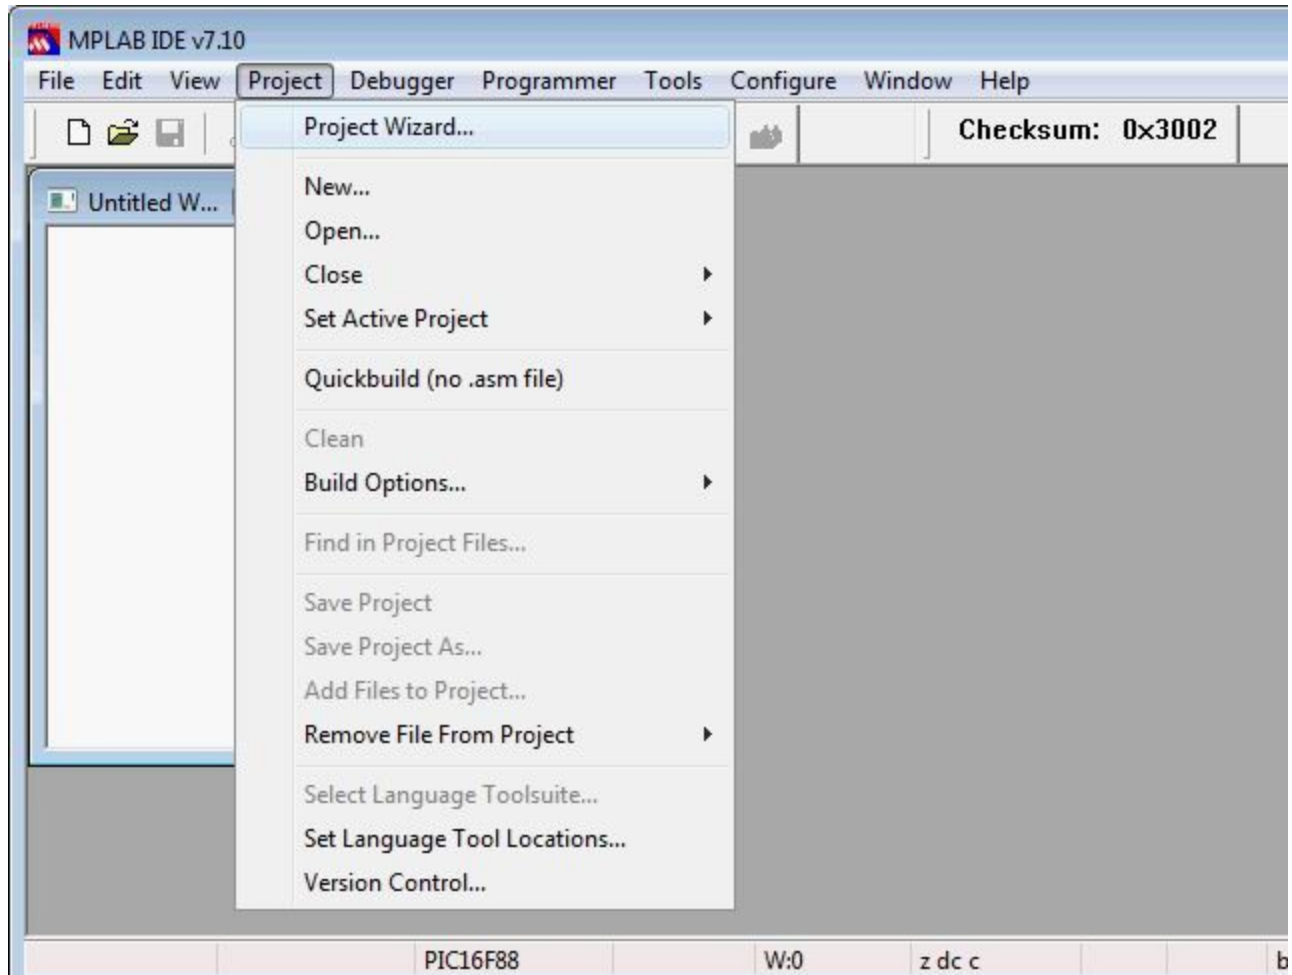 MPLAB IDE v7.10
File Edit View Project Debugger Programmer Tools Configure Window Help
Checksum: 0x3002
Project Wizard...
Untitled W...
New...
Open...
Close
Set Active Project
Quickbuild (no .asm file)
Clean
Build Options...
Find in Project Files...
Save Project
Save Project As...
Add Files to Project...
Remove File From Project
Select Language Toolsuite...
Set Language Tool Locations...
Version Control...
PIC16F88 W:0 z dc c